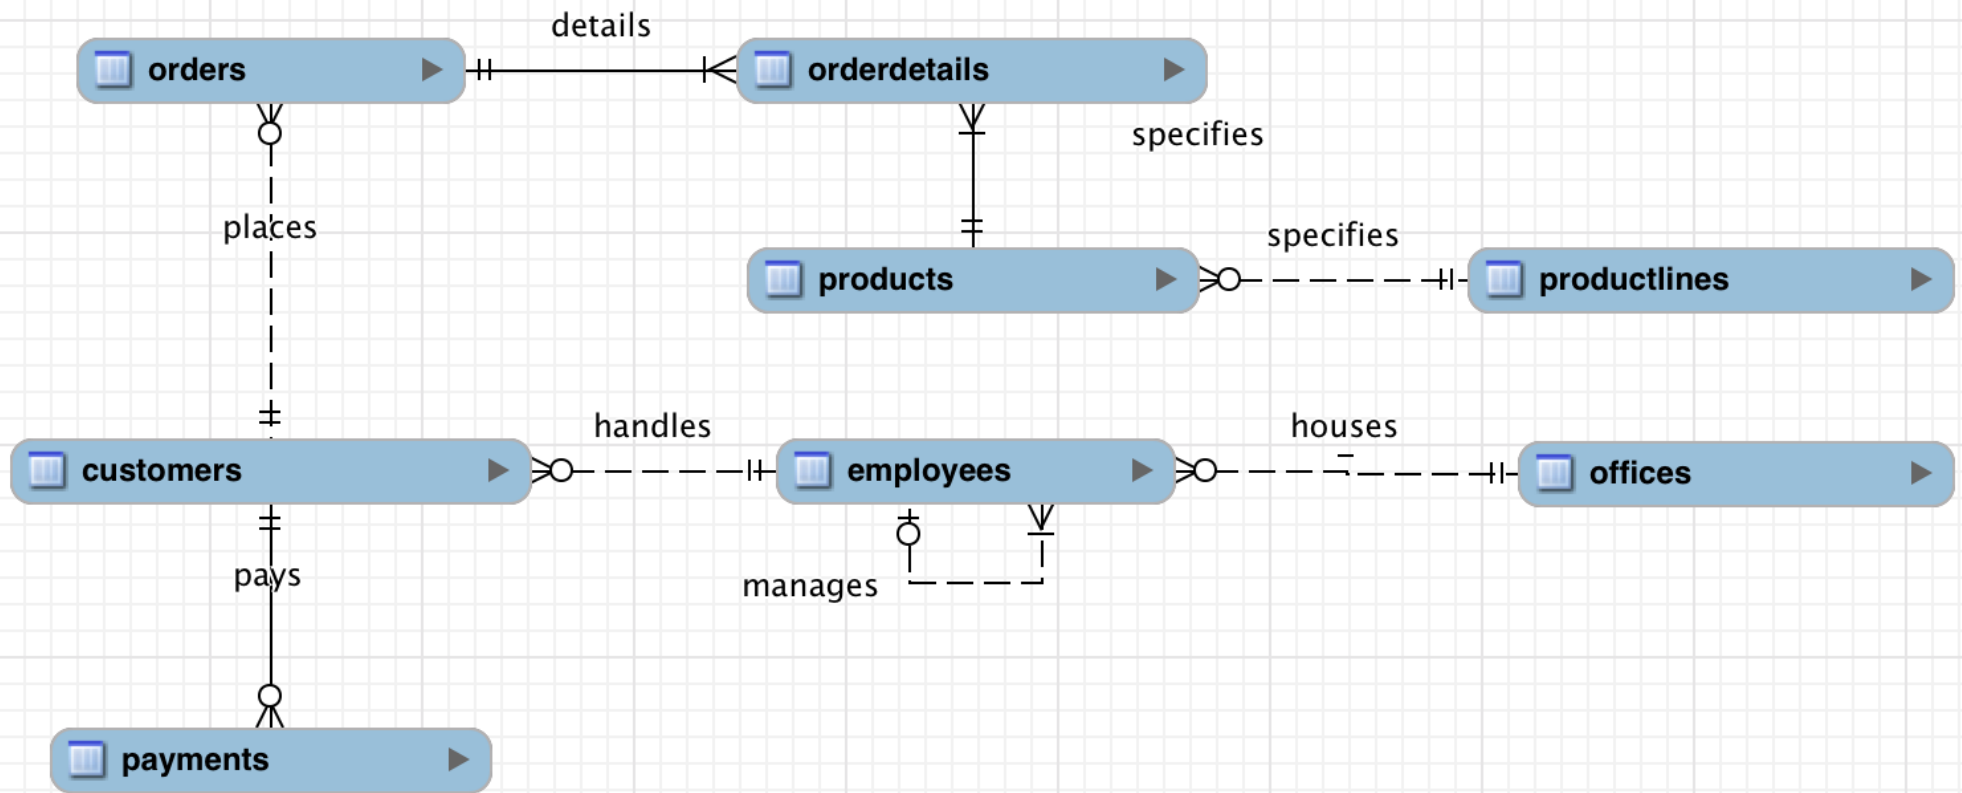 details
orders
orderdetails
specifies
places
specifies
products
productlines
handles
houses
customers
employees
offices
pays
manages
payments